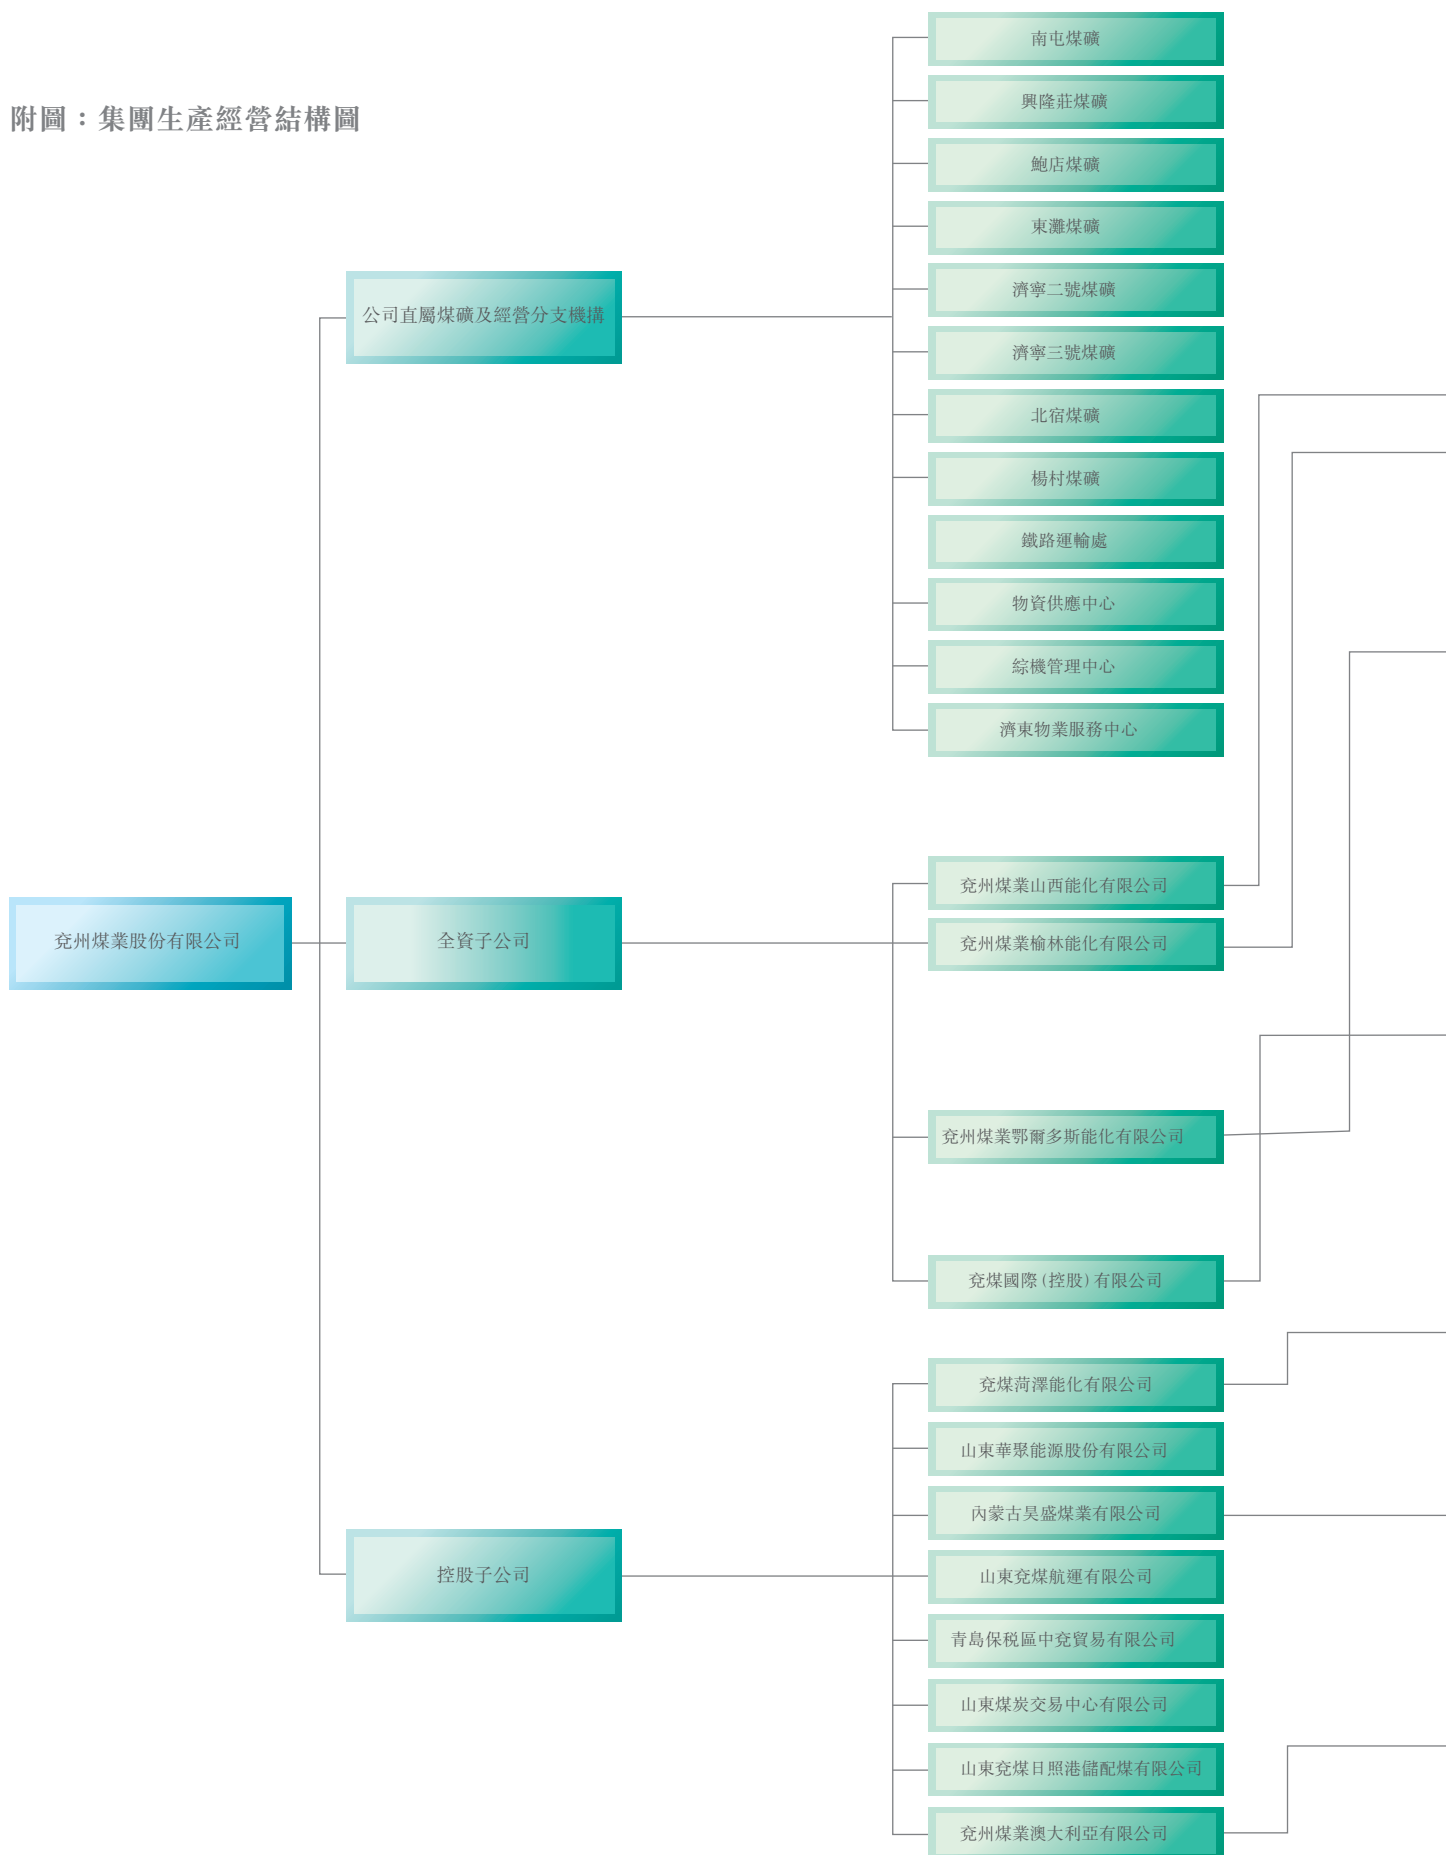 附圖：集團生產經營結構圖
南屯煤礦
興隆莊煤礦
鮑店煤礦
東灘煤礦
濟寧二號煤礦
公司直屬煤礦及經營分支機搆
濟寧三號煤礦
北宿煤礦
楊村煤礦
鐵路運輸處
物資供應中心
綜機管理中心
濟東物業服務中心
兗州煤業山西能化有限公司
兗州煤業股份有限公司
全資子公司
兗州煤業榆林能化有限公司
兗州煤業鄂爾多斯能化有限公司
兗煤國際(控股)有限公司
兗煤菏澤能化有限公司
山東華聚能源股份有限公司
內蒙古昊盛煤業有限公司
控股子公司
山東兗煤航運有限公司
青島保税區中兗貿易有限公司
山東煤炭交易中心有限公司
山東兗煤日照港儲配煤有限公司
兗州煤業澳大利亞有限公司